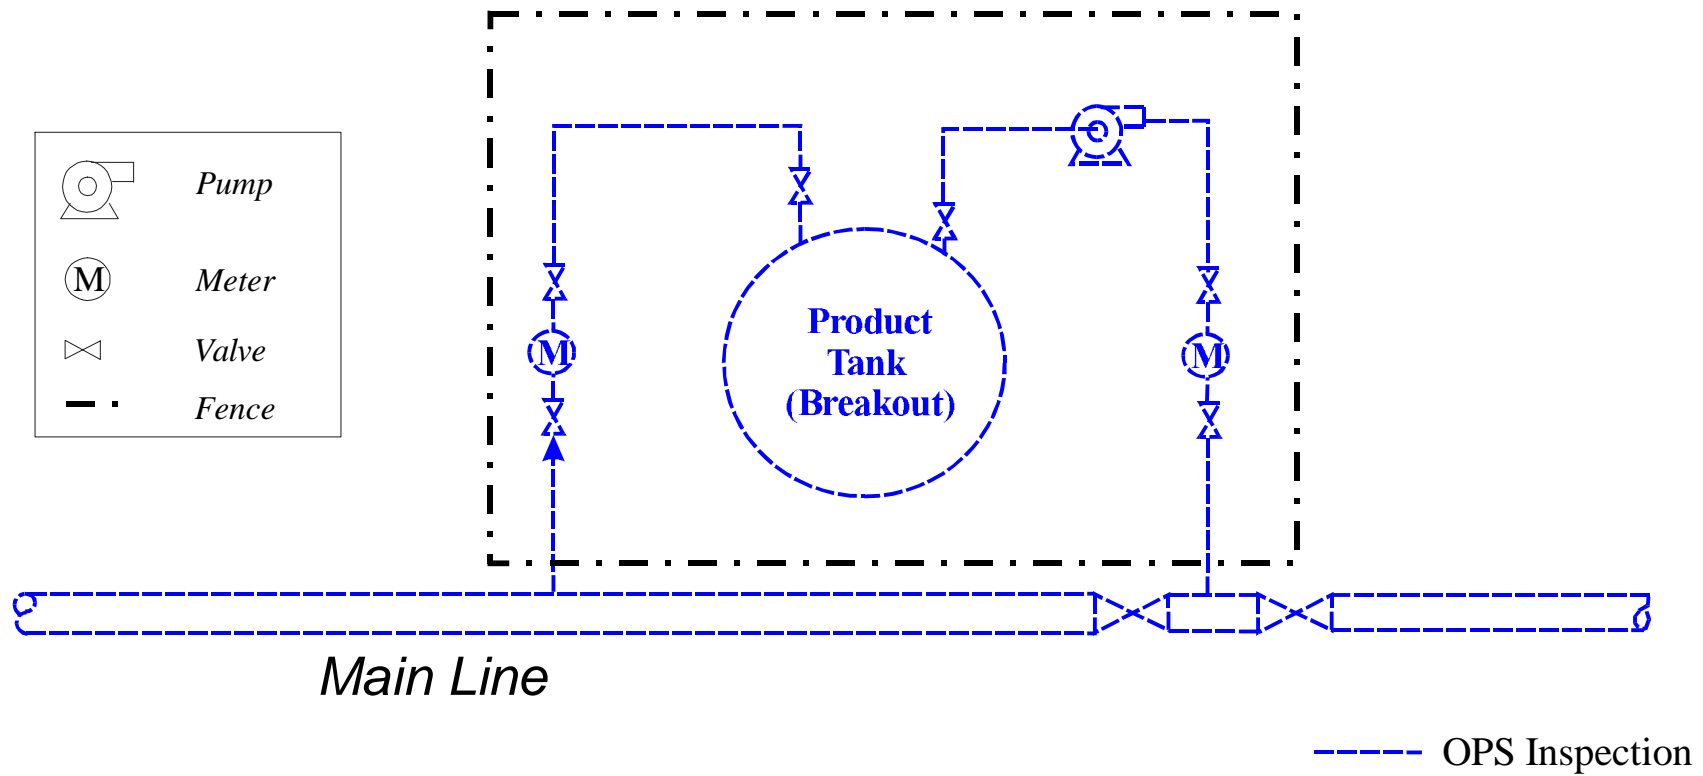 Pump
M Meter
Valve
Fence
Product
Tank
(Breakout)
M
M
Main Line
OPS Inspection